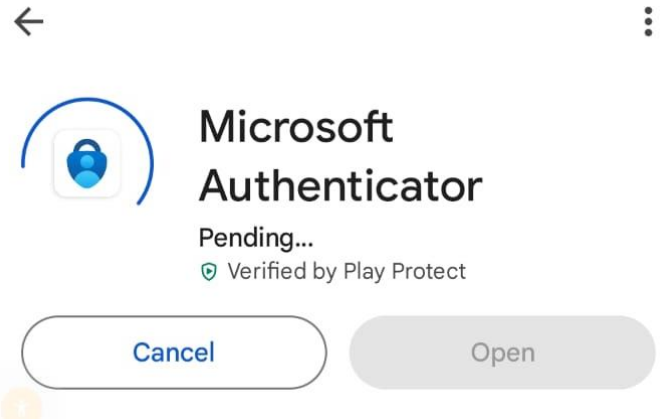 Microsoft
Authenticator
Pending...
Verified by Play Protect
Cancel
Open